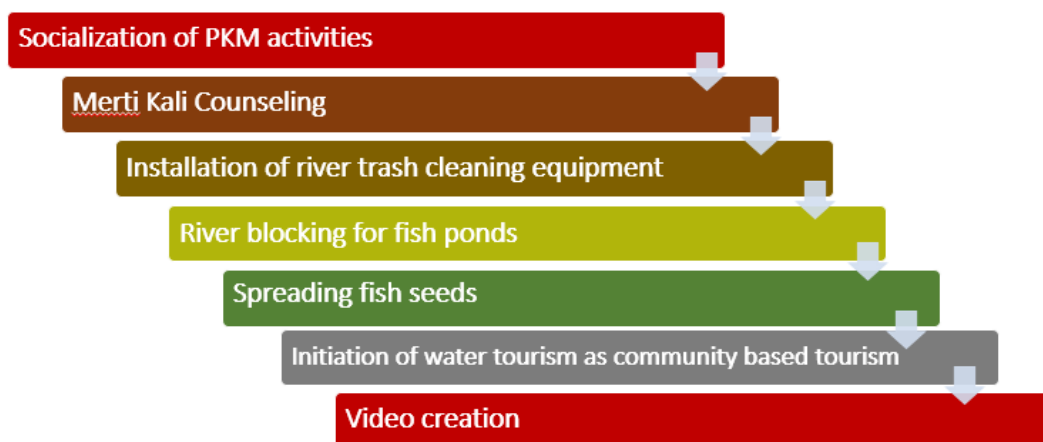 Socialization of PKM activities
Merti Kali Counseling
Installation of river trash cleaning equipment
River blocking for fish ponds
Spreading fish seeds
Initiation of water tourism as community based tourism
Video creation